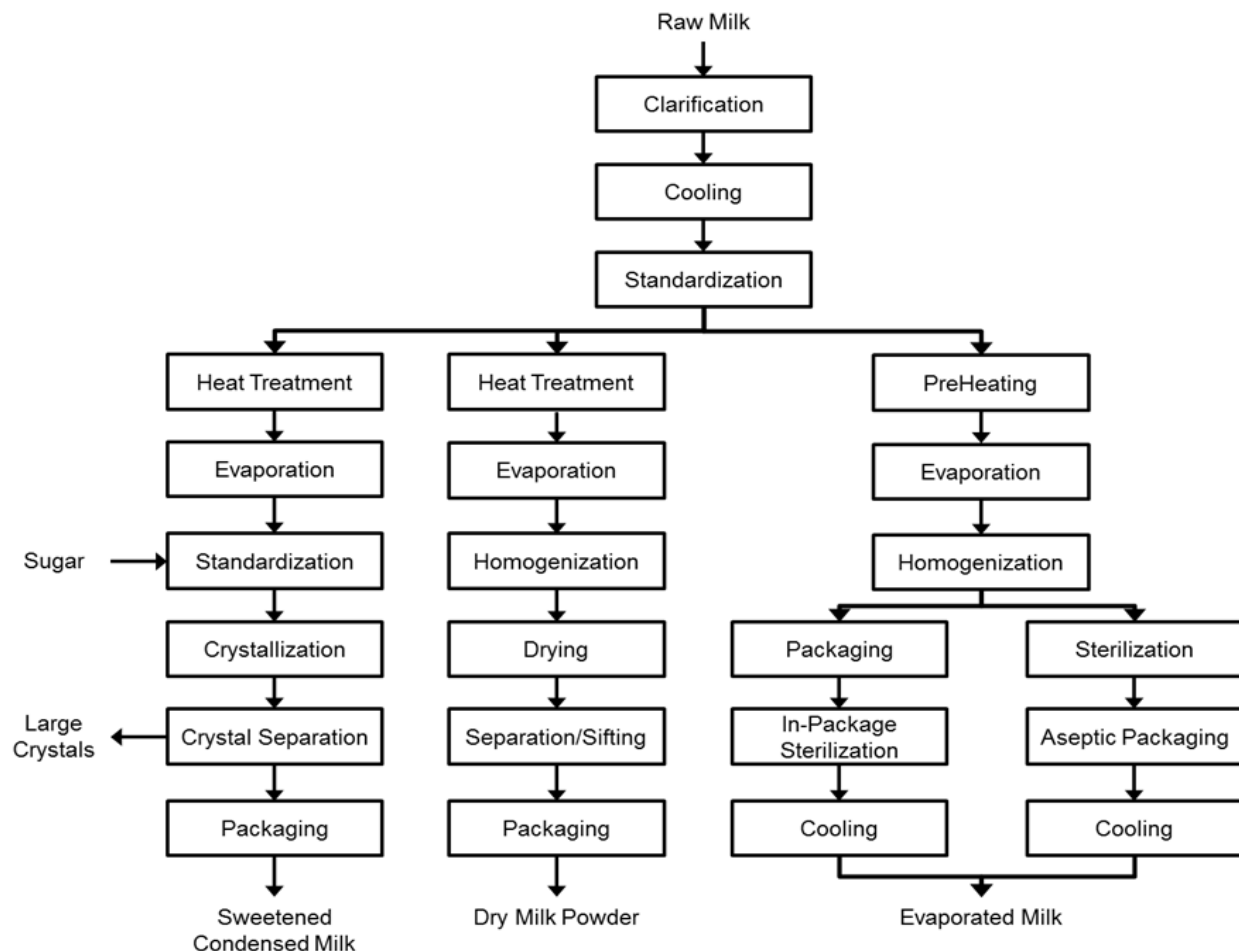 Raw Milk
Clarification
Cooling
Standardization
Heat Treatment
Evaporation
Sugar
Standardization
Crystallization
Large
Crystals
Crystal Separation
Packaging
Sweetened
Condensed Milk
Heat Treatment
Evaporation
Homogenization
Drying
Separation/Sifting
Packaging
Dry Milk Powder
PreHeating
Evaporation
Homogenization
Packaging
In-Package
Sterilization
Cooling
Sterilization
Aseptic Packaging
Cooling
Evaporated Milk